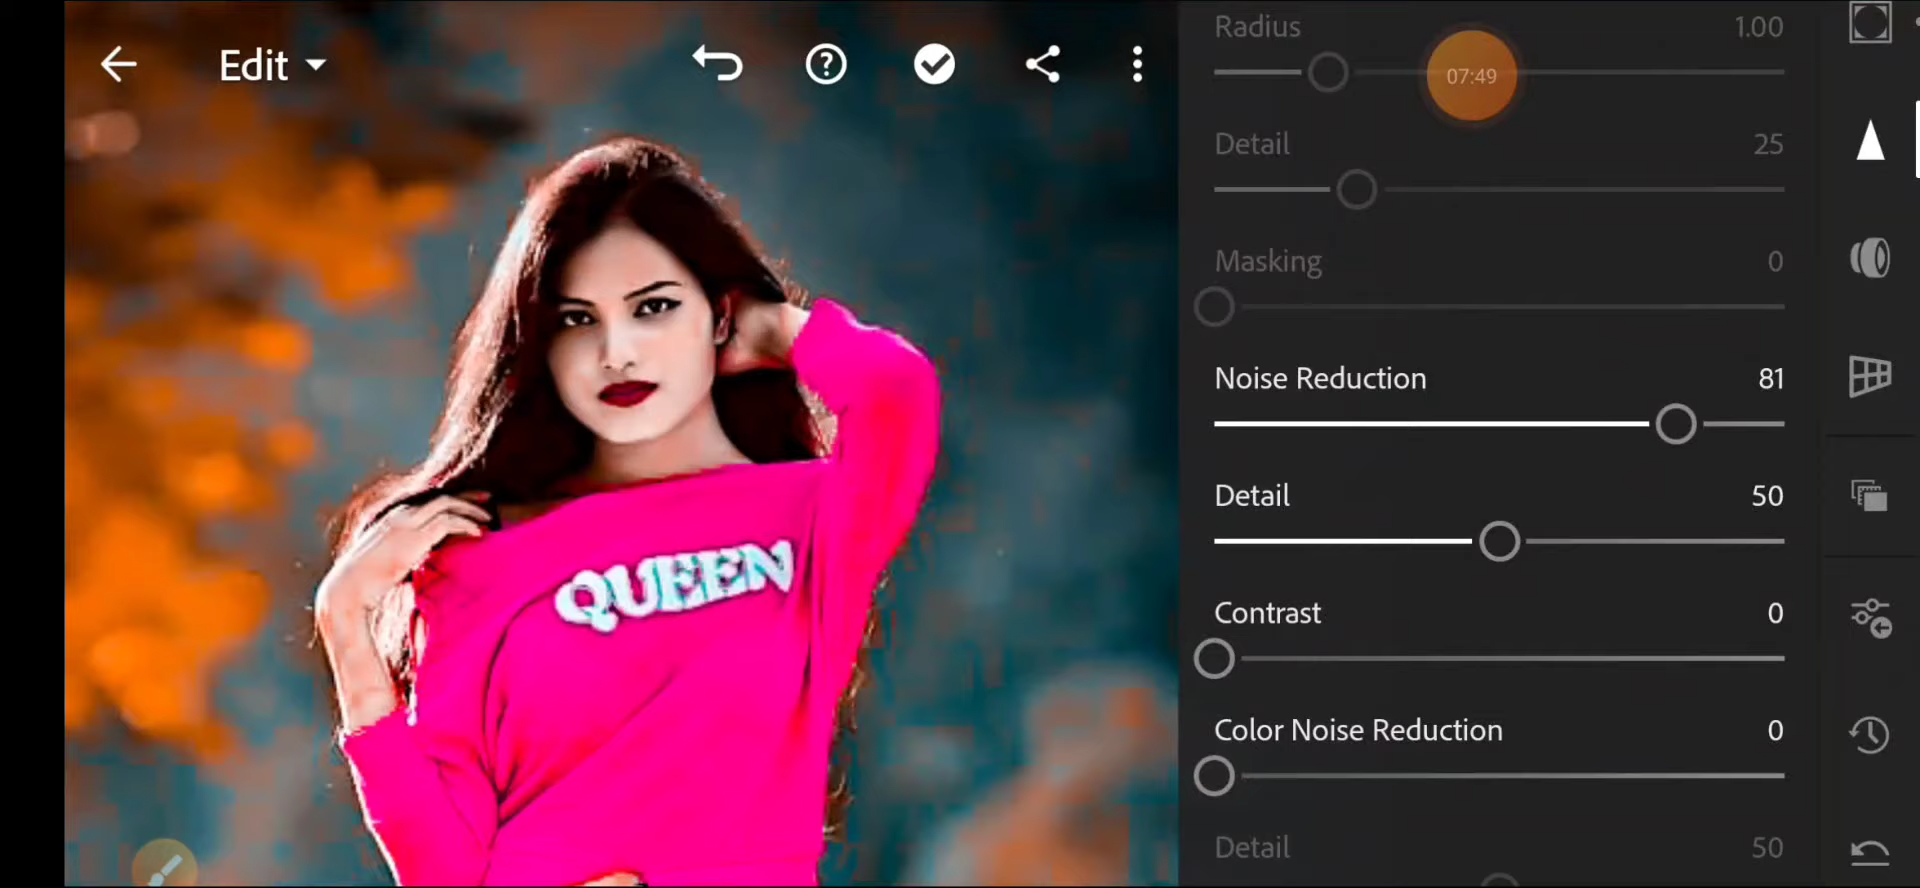 Edit
Radius 1.00
07:49
Detail 25
Masking 0
Noise Reduction 81
Detail 50
Contrast 0
Color Noise Reduction 0
Detail 50
QUEEN